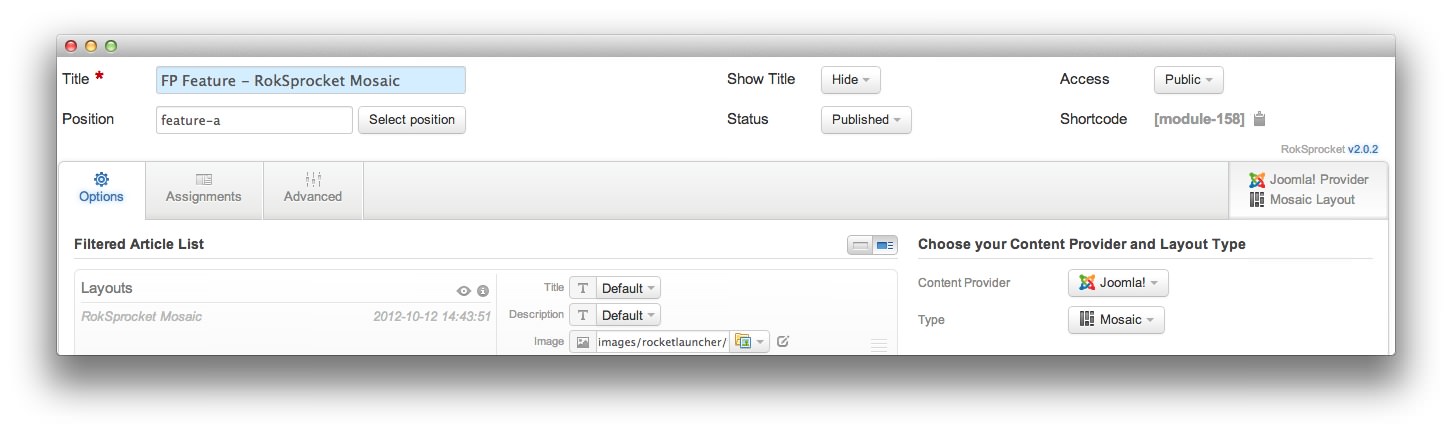 Title * FP Feature – RokSprocket Mosaic Show Title Hide Access Public
Position feature-a Select position Status Published Shortcode [module-158]
RokSprocket v2.0.2
Options Assignments Advanced
Joomla! Provider
Mosaic Layout
Filtered Article List
Layouts
RokSprocket Mosaic 2012-10-12 14:43:51
Title T Default
Description T Default
Image images/rocketlauncher/
Choose your Content Provider and Layout Type
Content Provider Joomla!
Type Mosaic